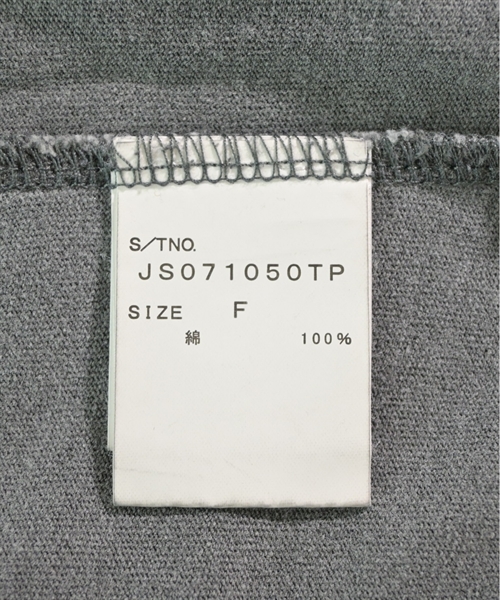 S/TNO.
JS071050TP
SIZE F
綿 100%